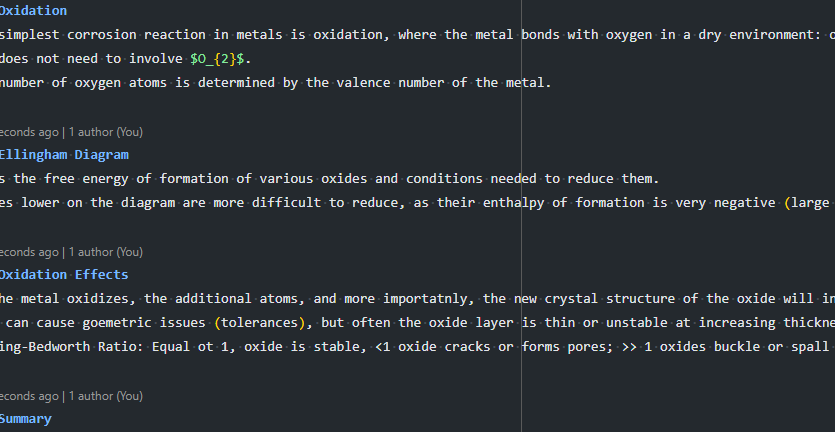 Oxidation
simplest corrosion reaction in metals is oxidation, where the metal bonds with oxygen in a dry environment: o
does not need to involve $O_{2}$.
number of oxygen atoms is determined by the valence number of the metal.
econds ago | 1 author (You)
Ellingham Diagram
s the free energy of formation of various oxides and conditions needed to reduce them.
es lower on the diagram are more difficult to reduce, as their enthalpy of formation is very negative (large
econds ago | 1 author (You)
Oxidation Effects
he metal oxidizes, the additional atoms, and more importatnly, the new crystal structure of the oxide will in
can cause goemetric issues (tolerances), but often the oxide layer is thin or unstable at increasing thickne
ing-Bedworth Ratio: Equal ot 1, oxide is stable, <1 oxide cracks or forms pores; >> 1 oxides buckle or spall
econds ago | 1 author (You)
Summary